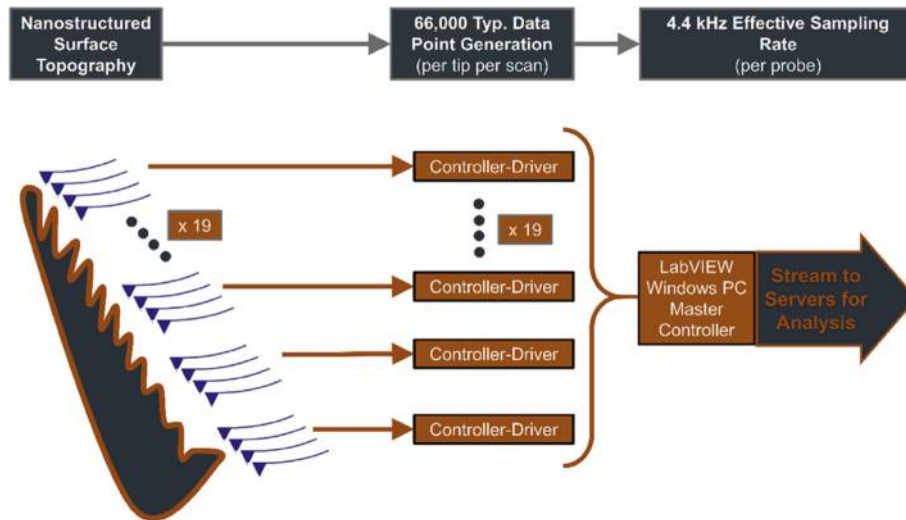 Nanostructured
Surface
Topography
66,000 Typ. Data
Point Generation
(per tip per scan)
4.4 kHz Effective Sampling
Rate
(per probe)
Controller-Driver
x 19
x 19
Controller-Driver
Controller-Driver
Controller-Driver
LabVIEW
Windows PC
Master
Controller
Stream to
Servers for
Analysis